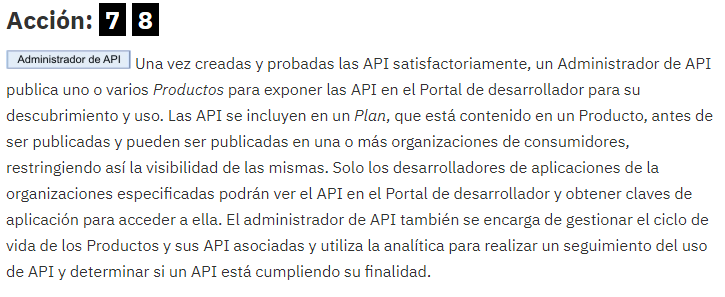 Acción: 7 8
Administrador de API Una vez creadas y probadas las API satisfactoriamente, un Administrador de API
publica uno o varios Productos para exponer las API en el Portal de desarrollador para su
descubrimiento y uso. Las API se incluyen en un Plan, que está contenido en un Producto, antes de
ser publicadas y pueden ser publicadas en una o más organizaciones de consumidores,
restringiendo así la visibilidad de las mismas. Solo los desarrolladores de aplicaciones de la
organizaciones especificadas podrán ver el API en el Portal de desarrollador y obtener claves de
aplicación para acceder a ella. El administrador de API también se encarga de gestionar el ciclo de
vida de los Productos y sus API asociadas y utiliza la analítica para realizar un seguimiento del uso
de API y determinar si un API está cumpliendo su finalidad.